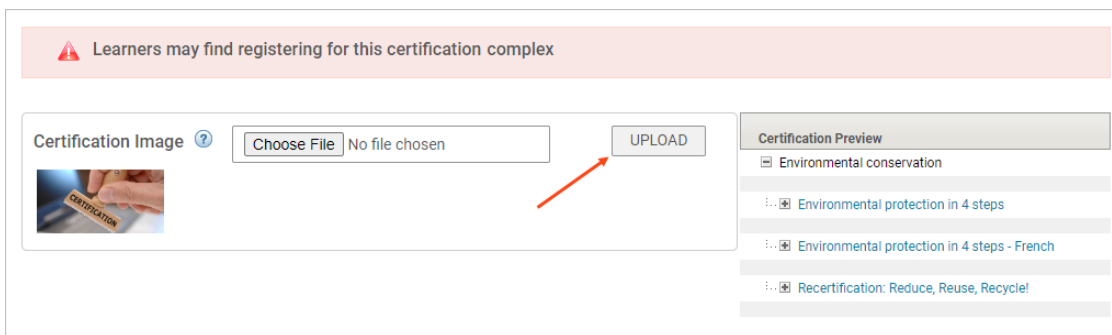 Learners may find registering for this certification complex
Certification Image ?
Choose File No file chosen
UPLOAD
CERTIFICATION
Certification Preview
Environmental conservation
Environmental protection in 4 steps
Environmental protection in 4 steps - French
Recertification: Reduce, Reuse, Recycle!